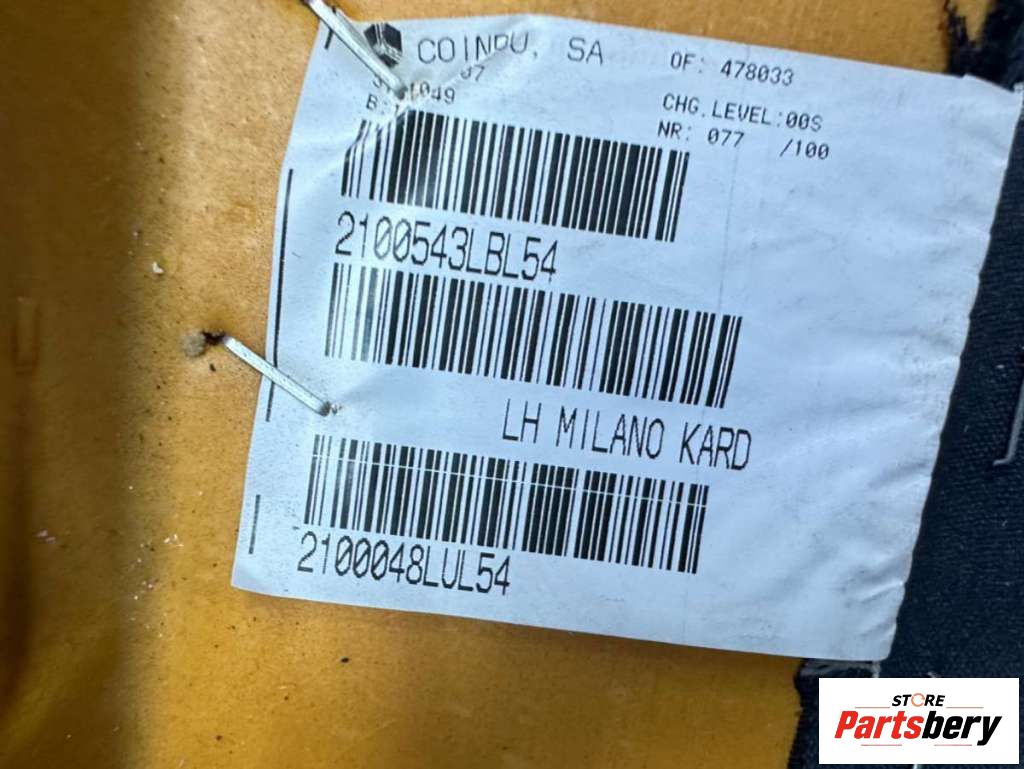 COINDU, SA
OF: 478033
CHG.LEVEL:00S
NR: 077 /100
2100543LBL54
LH MILANO KARD
2100048LUL54
STORE
Partsbery